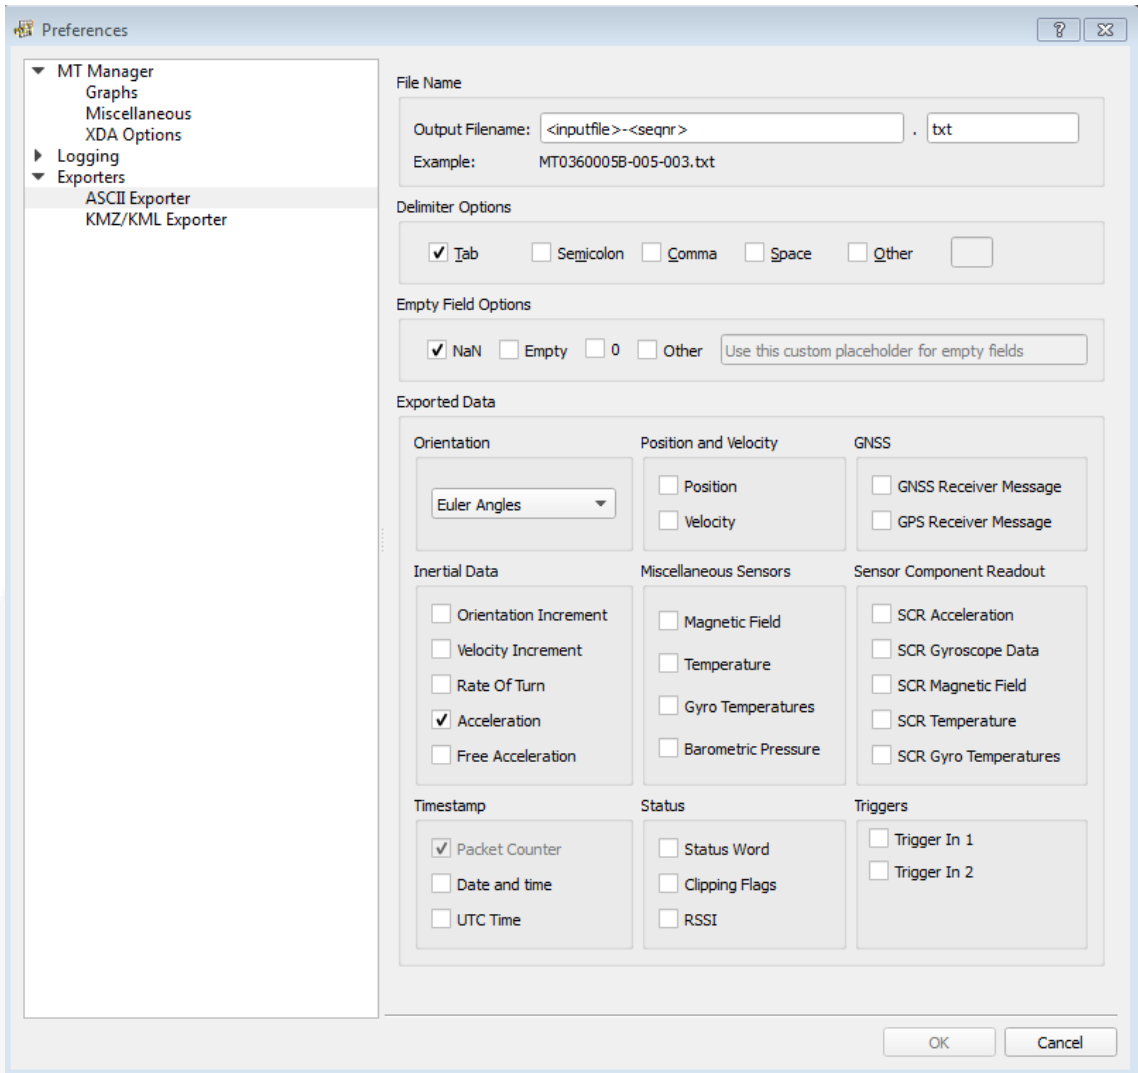 Preferences
MT Manager
Graphs
Miscellaneous
XDA Options
Logging
Exporters
ASCII Exporter
KMZ/KML Exporter
File Name
Output Filename: <inputfile>-<seqnr> . txt
Example: MT0360005B-005-003.txt
Delimiter Options
Tab Semicolon Comma Space Other
Empty Field Options
NaN Empty 0 Other Use this custom placeholder for empty fields
Exported Data
Orientation
Euler Angles
Position and Velocity
Position
Velocity
GNSS
GNSS Receiver Message
GPS Receiver Message
Inertial Data
Orientation Increment
Velocity Increment
Rate Of Turn
Acceleration
Free Acceleration
Miscellaneous Sensors
Magnetic Field
Temperature
Gyro Temperatures
Barometric Pressure
Sensor Component Readout
SCR Acceleration
SCR Gyroscope Data
SCR Magnetic Field
SCR Temperature
SCR Gyro Temperatures
Timestamp
Packet Counter
Date and time
UTC Time
Status
Status Word
Clipping Flags
RSSI
Triggers
Trigger In 1
Trigger In 2
OK Cancel